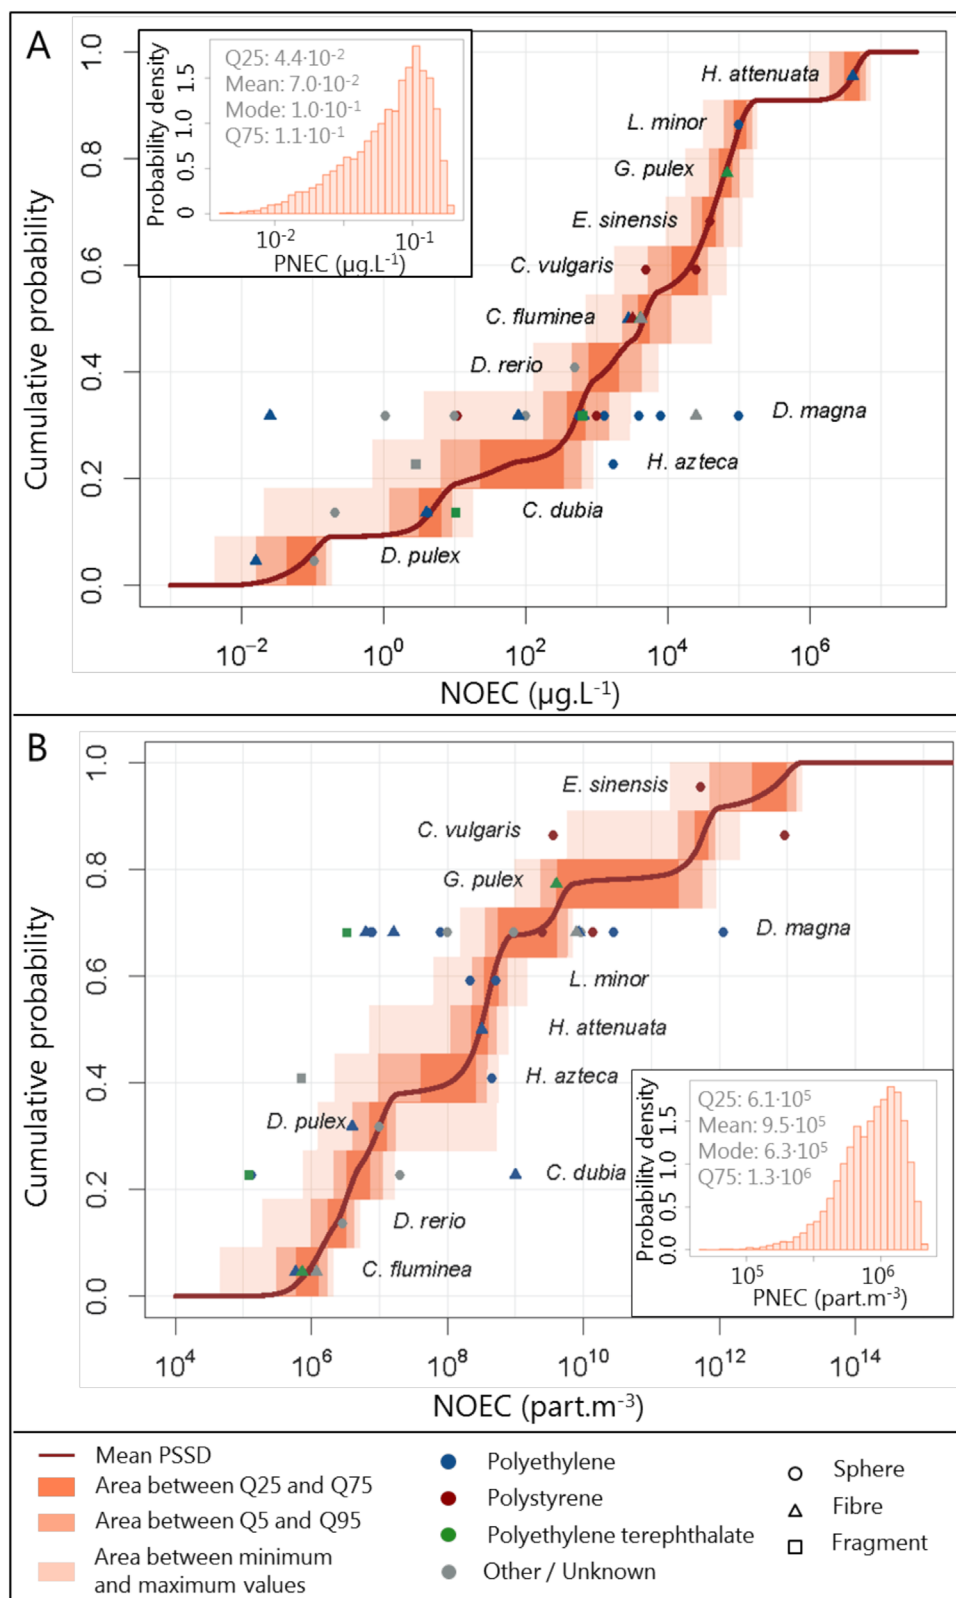 A
Q25: 4.4·10⁻²
Mean: 7.0·10⁻²
Mode: 1.0·10⁻¹
Q75: 1.1·10⁻¹
Probability density
0
0.5
1.0
1.5
10⁻²
10⁻¹
PNEC (µg.L⁻¹)
Cumulative probability
1.0
0.8
0.6
0.4
0.2
0.0
H. attenuata
L. minor
G. pulex
E. sinensis
C. vulgaris
C. fluminea
D. rerio
D. magna
H. azteca
C. dubia
D. pulex
10⁻²
10⁰
10²
10⁴
10⁶
NOEC (µg.L⁻¹)
B
Cumulative probability
1.0
0.8
0.6
0.4
0.2
0.0
E. sinensis
C. vulgaris
G. pulex
D. magna
L. minor
H. attenuata
H. azteca
D. pulex
C. dubia
D. rerio
C. fluminea
Q25: 6.1·10⁵
Mean: 9.5·10⁵
Mode: 6.3·10⁵
Q75: 1.3·10⁶
Probability density
0.0
0.5
1.0
1.5
10⁵
10⁶
PNEC (part.m⁻³)
10⁴
10⁶
10⁸
10¹⁰
10¹²
10¹⁴
NOEC (part.m⁻³)
Mean PSSD
Area between Q25 and Q75
Area between Q5 and Q95
Area between minimum
and maximum values
Polyethylene
Polystyrene
Polyethylene terephthalate
Other / Unknown
Sphere
Fibre
Fragment